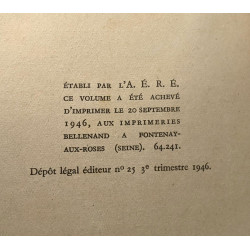 ÉTABLI PAR L'A. É. R. É.
CE VOLUME A ÉTÉ ACHEVÉ
D'IMPRIMER LE 20 SEPTEMBRE
1946, AUX IMPRIMERIES
BELLENAND A FONTENAY-
AUX-ROSES (SEINE). 64.241.
Dépôt légal éditeur nº 25 3e trimestre 1946.